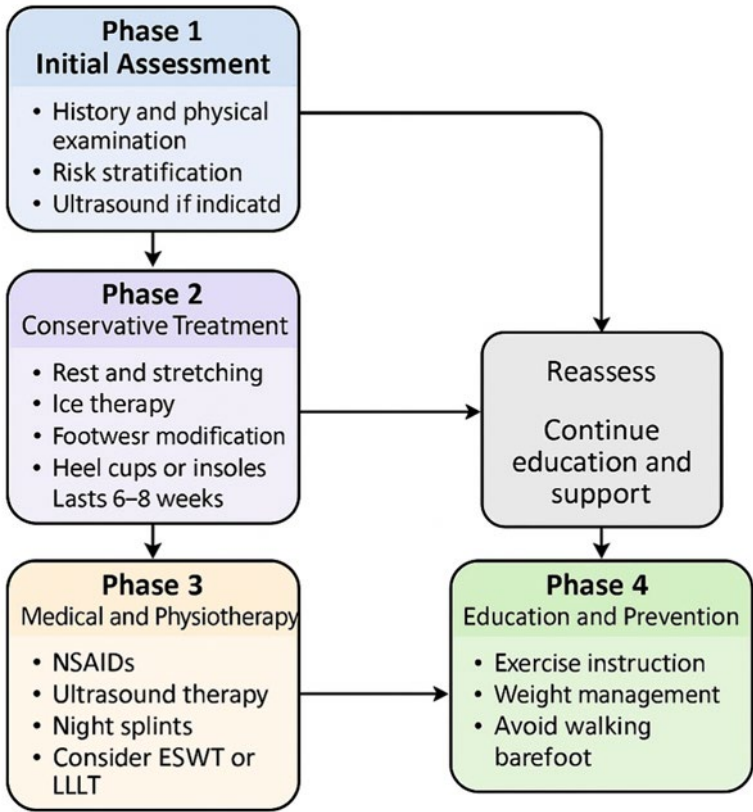 Phase 1
Initial Assessment
• History and physical
examination
• Risk stratification
• Ultrasound if indicatd
Phase 2
Conservative Treatment
• Rest and stretching
• Ice therapy
• Footwesr modification
• Heel cups or insoles
Lasts 6–8 weeks
Reassess
Continue
education and
support
Phase 3
Medical and Physiotherapy
• NSAIDs
• Ultrasound therapy
• Night splints
• Consider ESWT or
LLLT
Phase 4
Education and Prevention
• Exercise instruction
• Weight management
• Avoid walking
barefoot